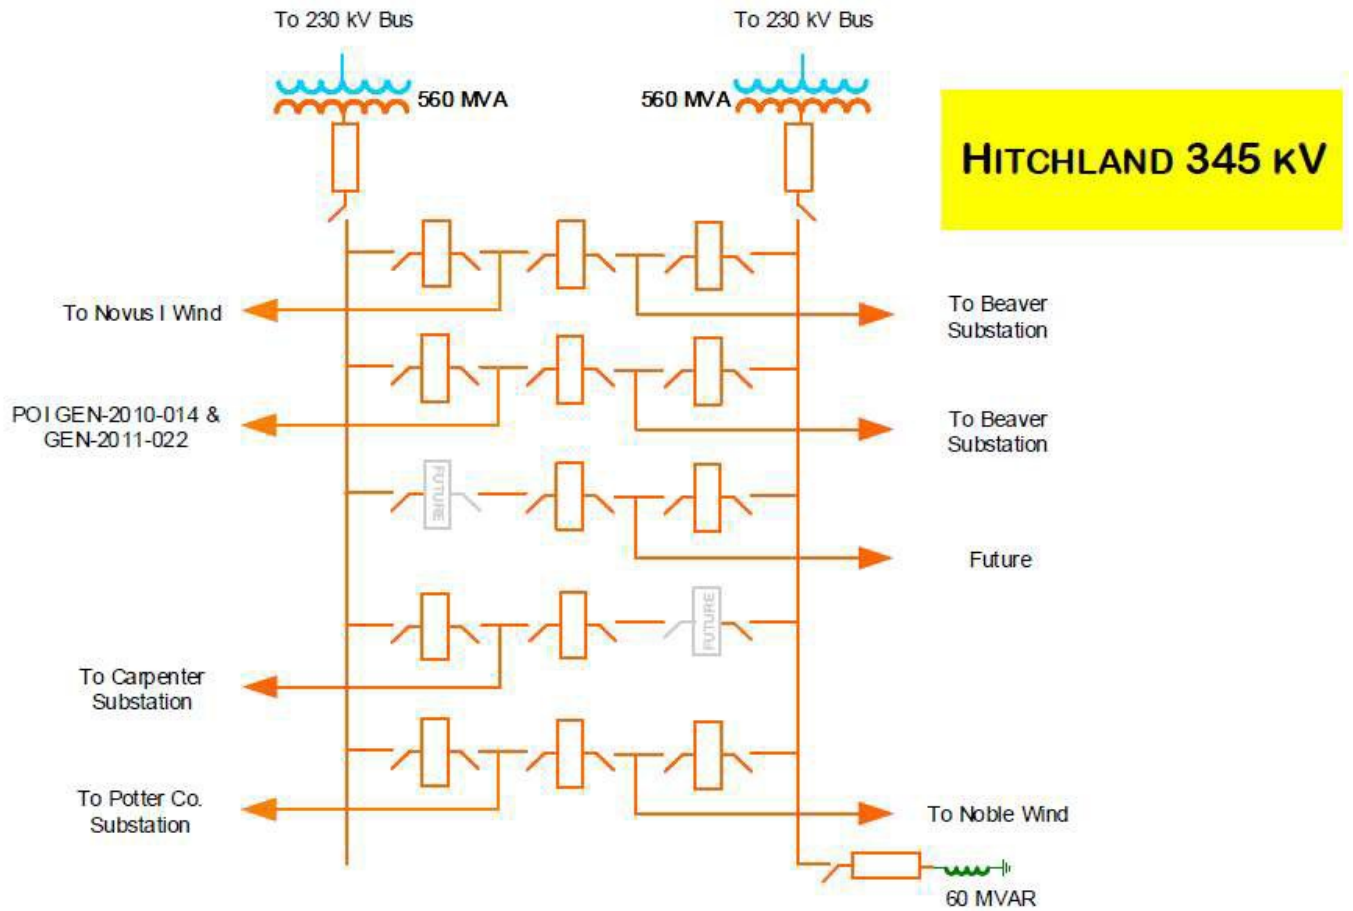 To 230 kV Bus
To 230 kV Bus
560 MVA
560 MVA
HITCHLAND 345 KV
To Novus I Wind
To Beaver
Substation
POI GEN-2010-014 &
GEN-2011-022
To Beaver
Substation
FUTURE
Future
FUTURE
To Carpenter
Substation
To Potter Co.
Substation
To Noble Wind
60 MVAR